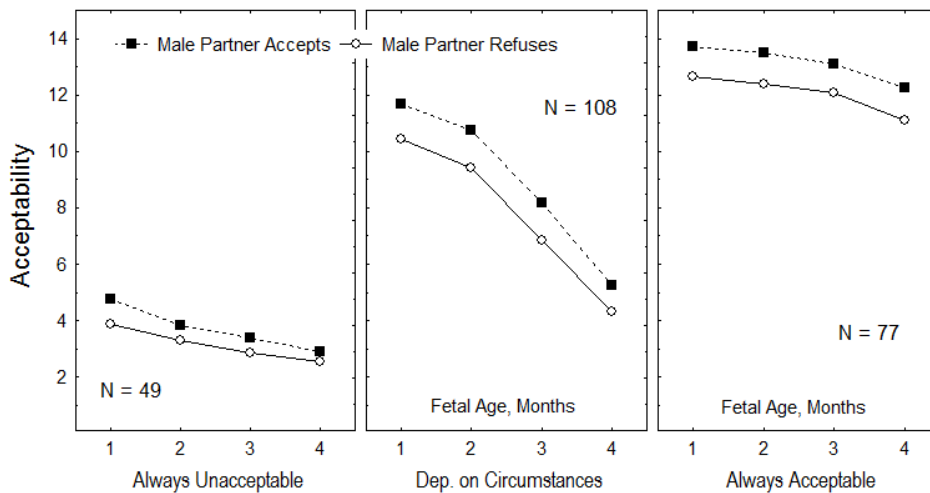 Male Partner Accepts Male Partner Refuses
Acceptability
14
12
10
8
6
4
2
N = 49
N = 108
N = 77
Fetal Age, Months
Fetal Age, Months
1 2 3 4
1 2 3 4
1 2 3 4
Always Unacceptable
Dep. on Circumstances
Always Acceptable